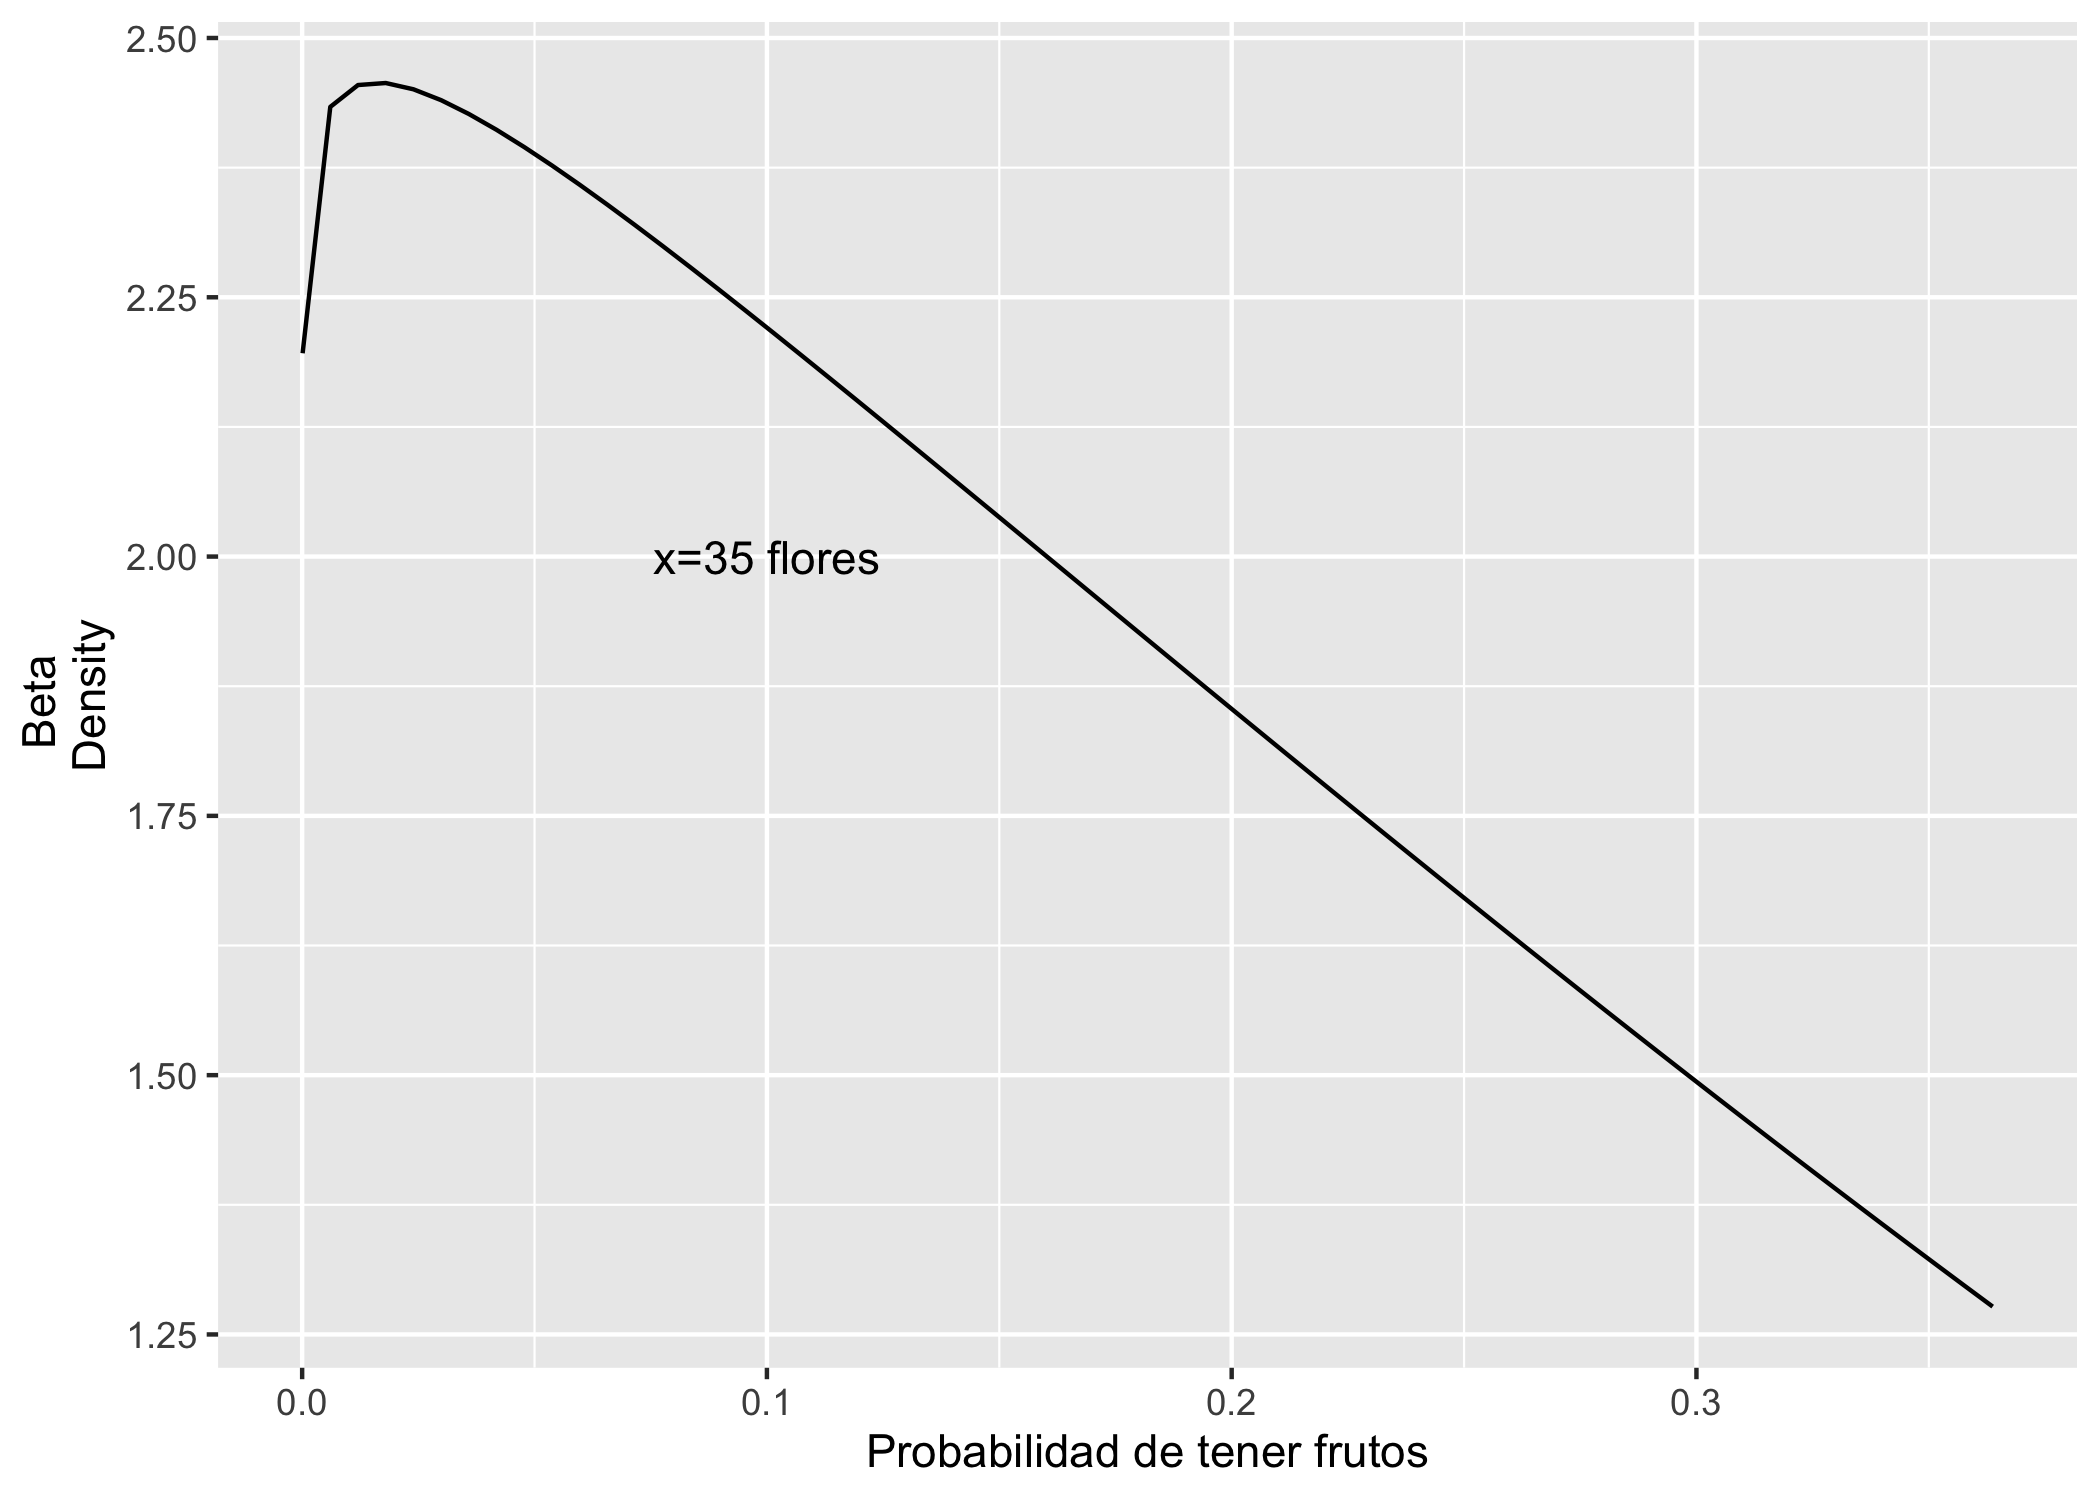 2.50
2.25
2.00
1.75
1.50
1.25
Beta
Density
x=35 flores
0.0
0.1
0.2
0.3
Probabilidad de tener frutos